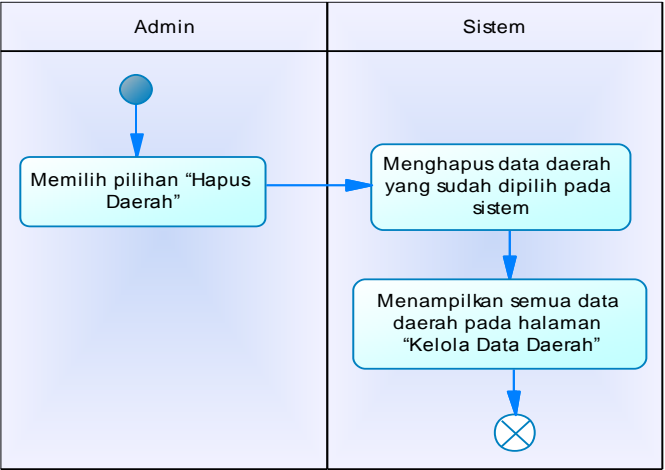 Admin
Sistem
Memilih pilihan “Hapus
Daerah”
Menghapus data daerah
yang sudah dipilih pada
sistem
Menampilkan semua data
daerah pada halaman
“Kelola Data Daerah”